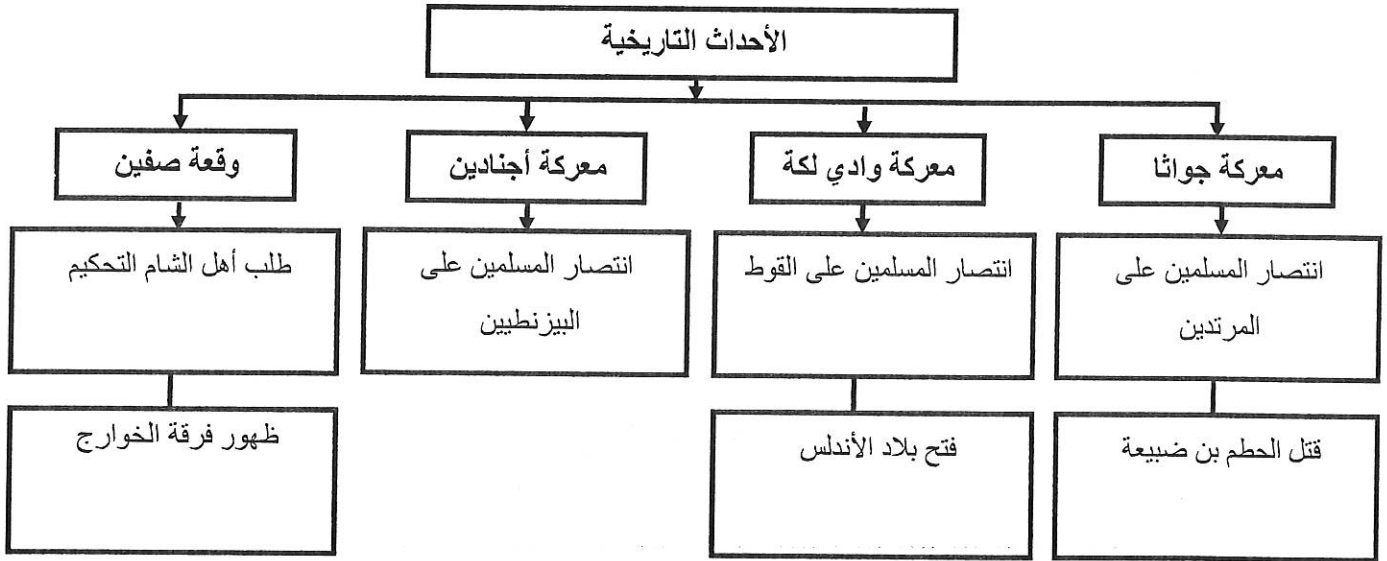 الأحداث التاريخية
معركة جواثا
معركة وادي لكة
معركة أجنادين
وقعة صفين
انتصار المسلمين على
المرتدين
انتصار المسلمين على القوط
انتصار المسلمين على
البيزنطيين
طلب أهل الشام التحكيم
قتل الحطم بن ضبيعة
فتح بلاد الأندلس
ظهور فرقة الخوارج